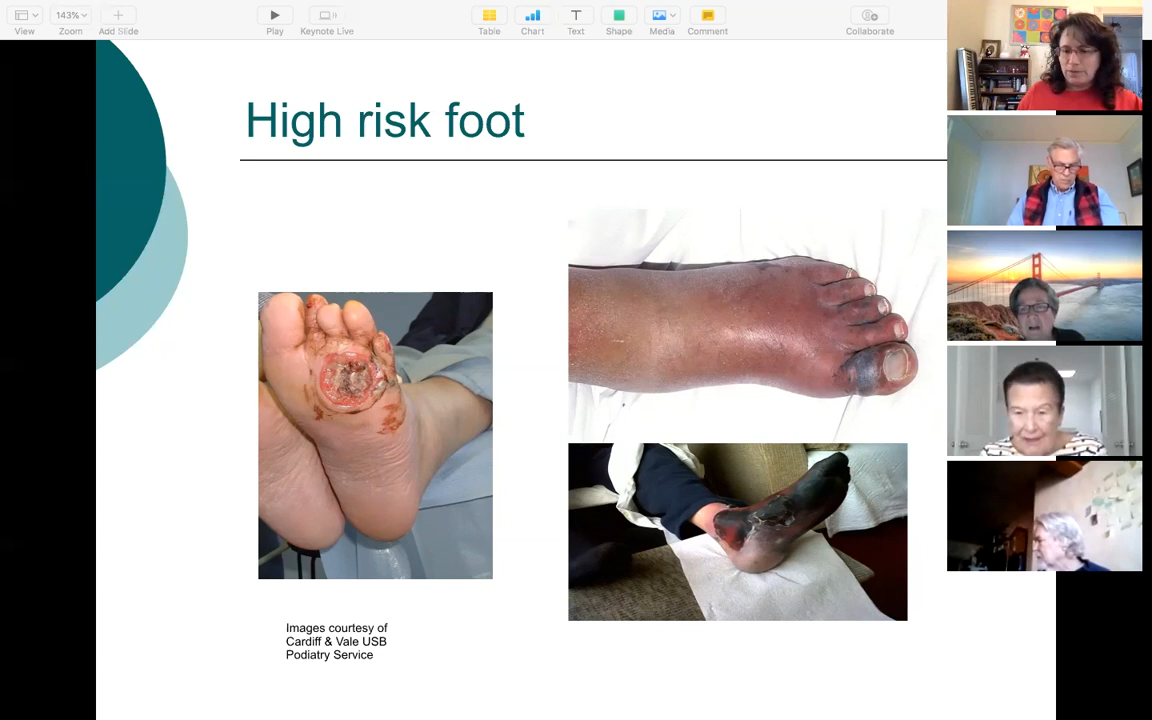 143%
View
Zoom
Add Slide
Play
Keynote Live
Table
Chart
Text
Shape
Media
Comment
Collaborate
High risk foot
Images courtesy of
Cardiff & Vale USB
Podiatry Service